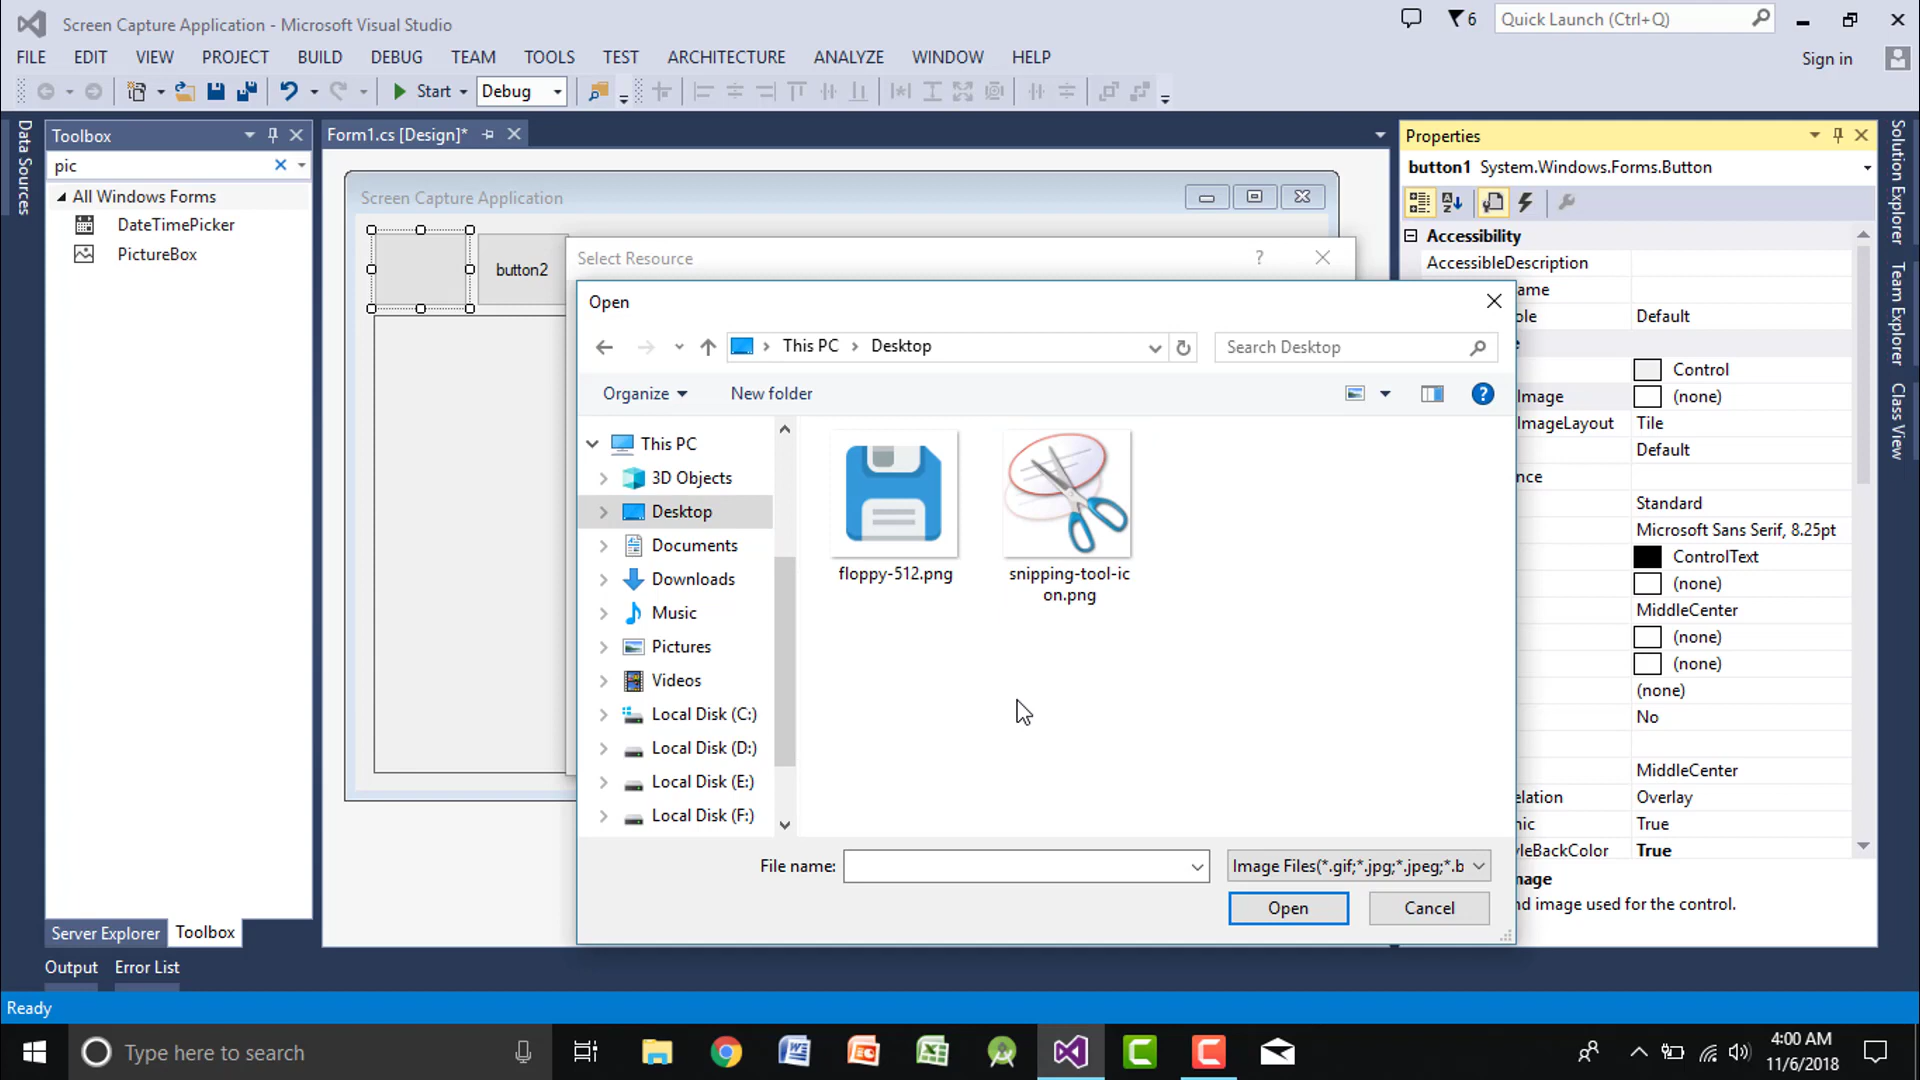 Screen Capture Application - Microsoft Visual Studio
6
Quick Launch (Ctrl+Q)
FILE EDIT VIEW PROJECT BUILD DEBUG TEAM TOOLS TEST ARCHITECTURE ANALYZE WINDOW HELP
Sign in
Start
Debug
Data Sources
Toolbox
pic
All Windows Forms
DateTimePicker
PictureBox
Server Explorer
Toolbox
Output
Error List
Form1.cs [Design]*
Screen Capture Application
button2
Select Resource
?
Open
This PC
Desktop
Search Desktop
Organize
New folder
This PC
3D Objects
Desktop
Documents
Downloads
Music
Pictures
Videos
Local Disk (C:)
Local Disk (D:)
Local Disk (E:)
Local Disk (F:)
floppy-512.png
snipping-tool-ic
on.png
File name:
Image Files(*.gif;*.jpg;*.jpeg;*.b
Open
Cancel
Properties
button1 System.Windows.Forms.Button
Accessibility
AccessibleDescription
ame
ole Default
e
Control
Image (none)
ImageLayout Tile
Default
nce
Standard
Microsoft Sans Serif, 8.25pt
ControlText
(none)
MiddleCenter
(none)
(none)
(none)
No
MiddleCenter
elation Overlay
nic True
yleBackColor True
mage
nd image used for the control.
Solution Explorer
Team Explorer
Class View
Ready
Type here to search
4:00 AM
11/6/2018